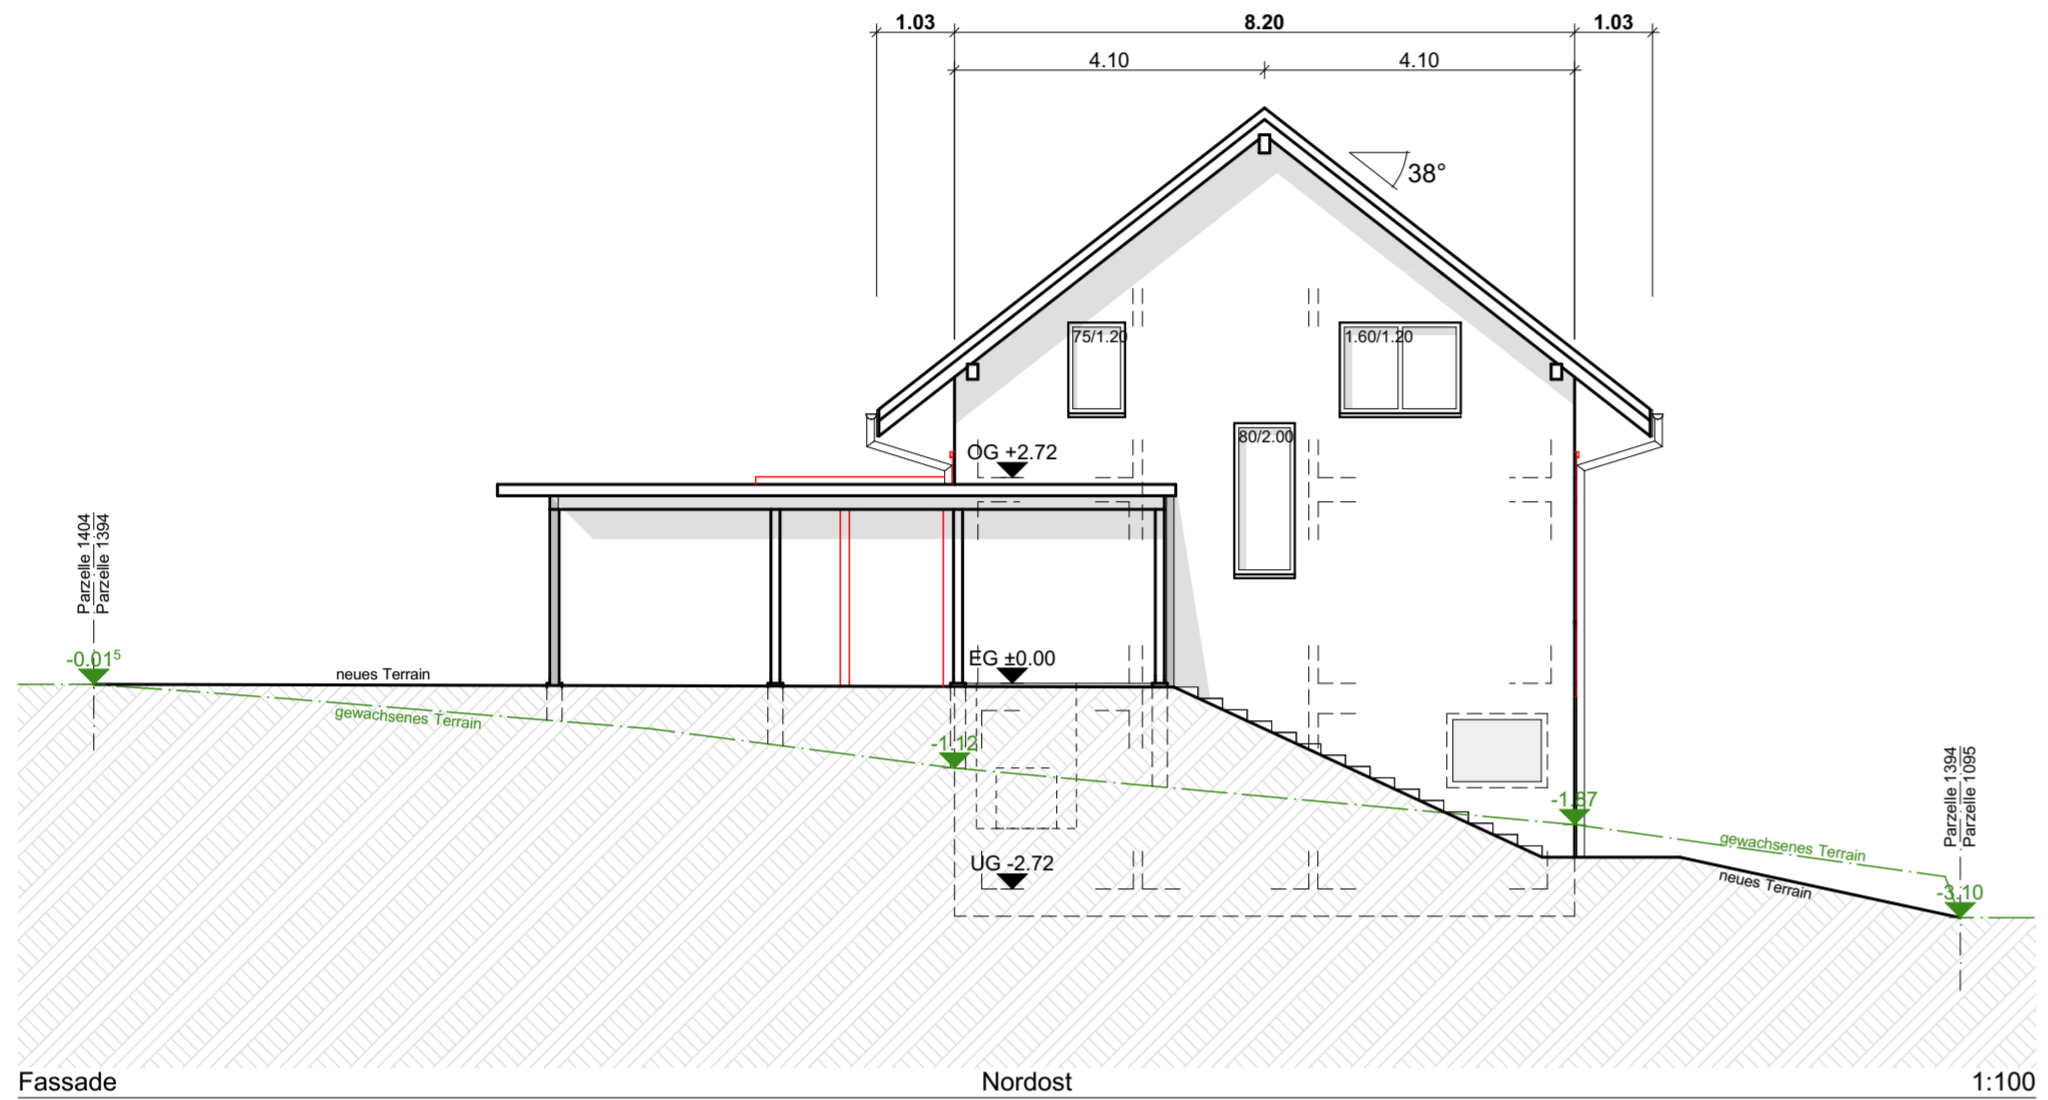 1.03 8.20 1.03
4.10 4.10
38°
75/1.20 1.60/1.20
80/2.00
OG +2.72
Parzelle 1404
Parzelle 1394
-0.01⁵
neues Terrain
EG ±0.00
gewachsenes Terrain
-1.12
-1.87
Parzelle 1394
Parzelle 1095
gewachsenes Terrain
UG -2.72
neues Terrain
-3.10
Fassade Nordost 1:100